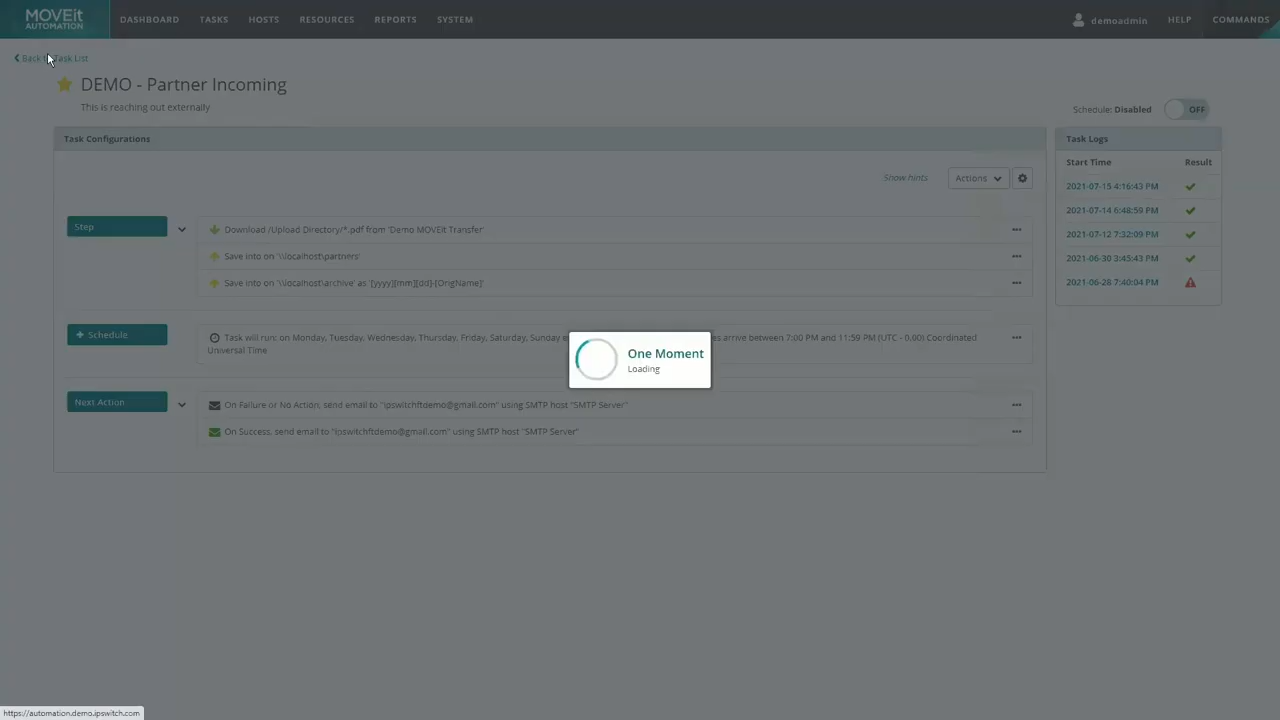 MOVEit
AUTOMATION
DASHBOARD
TASKS
HOSTS
RESOURCES
REPORTS
SYSTEM
demoadmin
HELP
COMMANDS
Back Task List
DEMO - Partner Incoming
This is reaching out externally
Schedule: Disabled
OFF
Task Configurations
Show hints
Actions
Step
Download /Upload Directory/*.pdf from 'Demo MOVEit Transfer'
Save into on '\\localhost\partners'
Save into on '\\localhost\archive' as '[yyyy][mm][dd]-[OrigName]'
Schedule
Task will run: on Monday, Tuesday, Wednesday, Thursday, Friday, Saturday, Sunday es arrive between 7:00 PM and 11:59 PM (UTC - 0.00) Coordinated
Universal Time
Next Action
On Failure or No Action, send email to "ipswitchftdemo@gmail.com" using SMTP host "SMTP Server"
On Success, send email to "ipswitchftdemo@gmail.com" using SMTP host "SMTP Server"
Task Logs
Start Time
Result
2021-07-15 4:16:43 PM
2021-07-14 6:48:59 PM
2021-07-12 7:32:09 PM
2021-06-30 3:45:43 PM
2021-06-28 7:40:04 PM
One Moment
Loading
https://automation.demo.ipswitch.com